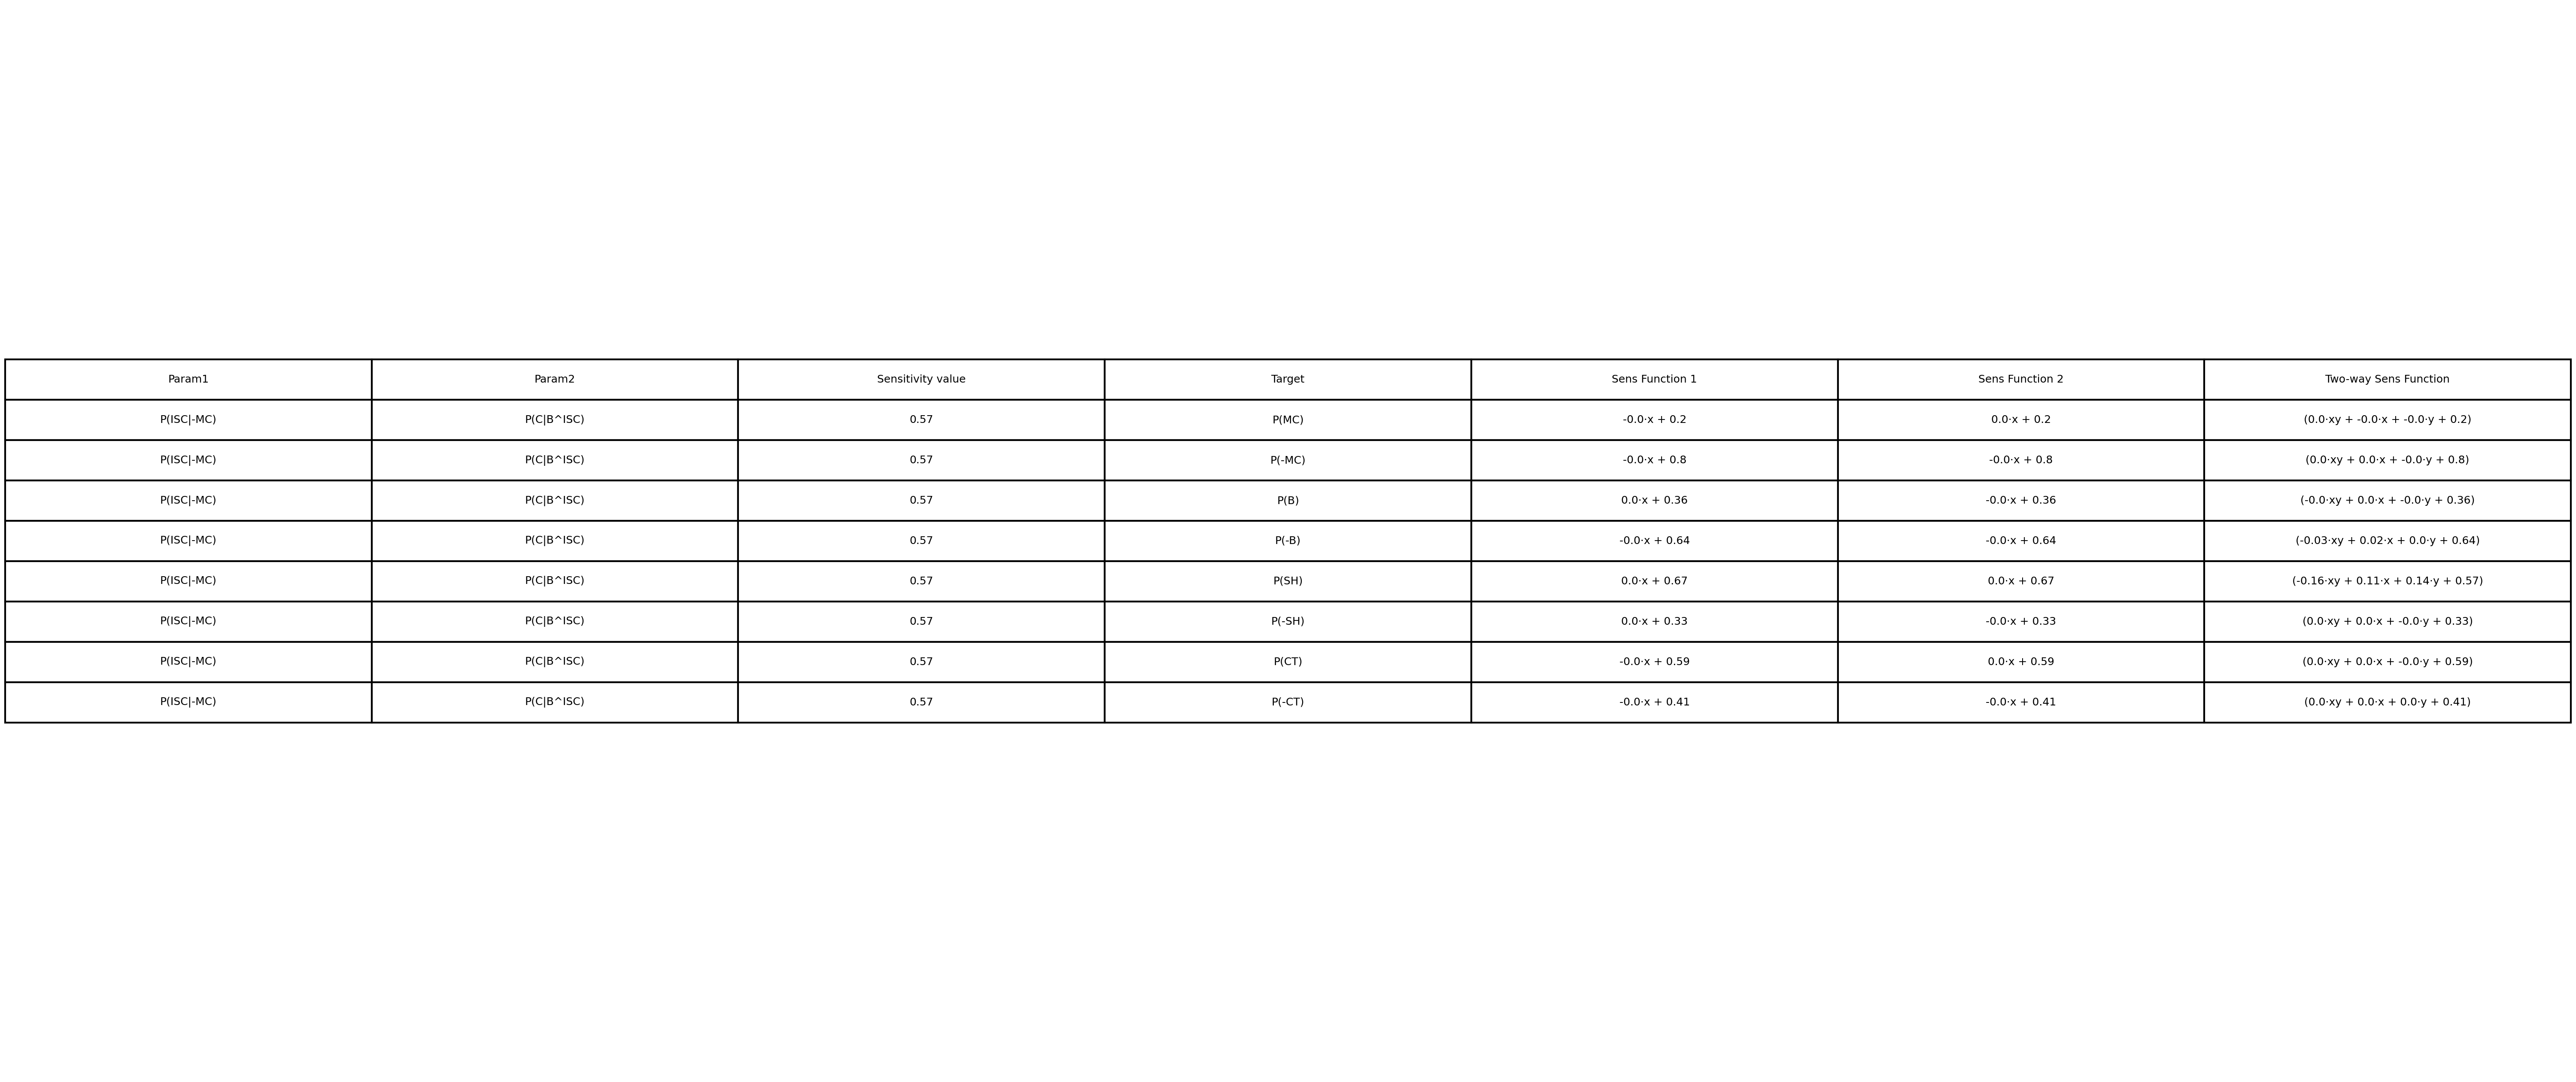 Param1 Param2 Sensitivity value Target Sens Function 1 Sens Function 2 Two-way Sens Function
P(ISC|-MC) P(C|B^ISC) 0.57 P(MC) -0.0·x + 0.2 0.0·x + 0.2 (0.0·xy + -0.0·x + -0.0·y + 0.2)
P(ISC|-MC) P(C|B^ISC) 0.57 P(-MC) -0.0·x + 0.8 -0.0·x + 0.8 (0.0·xy + 0.0·x + -0.0·y + 0.8)
P(ISC|-MC) P(C|B^ISC) 0.57 P(B) 0.0·x + 0.36 -0.0·x + 0.36 (-0.0·xy + 0.0·x + -0.0·y + 0.36)
P(ISC|-MC) P(C|B^ISC) 0.57 P(-B) -0.0·x + 0.64 -0.0·x + 0.64 (-0.03·xy + 0.02·x + 0.0·y + 0.64)
P(ISC|-MC) P(C|B^ISC) 0.57 P(SH) 0.0·x + 0.67 0.0·x + 0.67 (-0.16·xy + 0.11·x + 0.14·y + 0.57)
P(ISC|-MC) P(C|B^ISC) 0.57 P(-SH) 0.0·x + 0.33 -0.0·x + 0.33 (0.0·xy + 0.0·x + -0.0·y + 0.33)
P(ISC|-MC) P(C|B^ISC) 0.57 P(CT) -0.0·x + 0.59 0.0·x + 0.59 (0.0·xy + 0.0·x + -0.0·y + 0.59)
P(ISC|-MC) P(C|B^ISC) 0.57 P(-CT) -0.0·x + 0.41 -0.0·x + 0.41 (0.0·xy + 0.0·x + 0.0·y + 0.41)